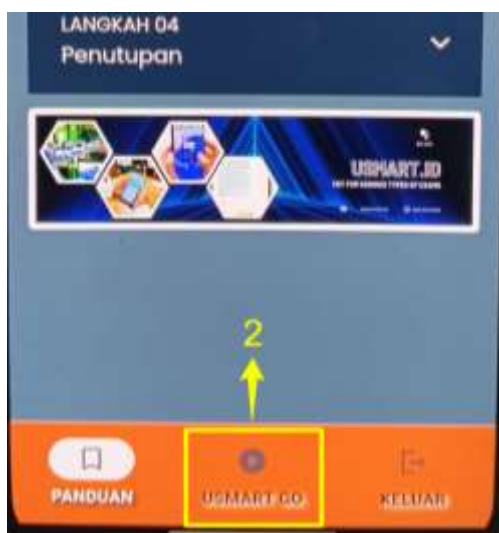 LANGKAH 04
Penutupan
USMART.ID
2
PANDUAN
USMART GO
KELUAR